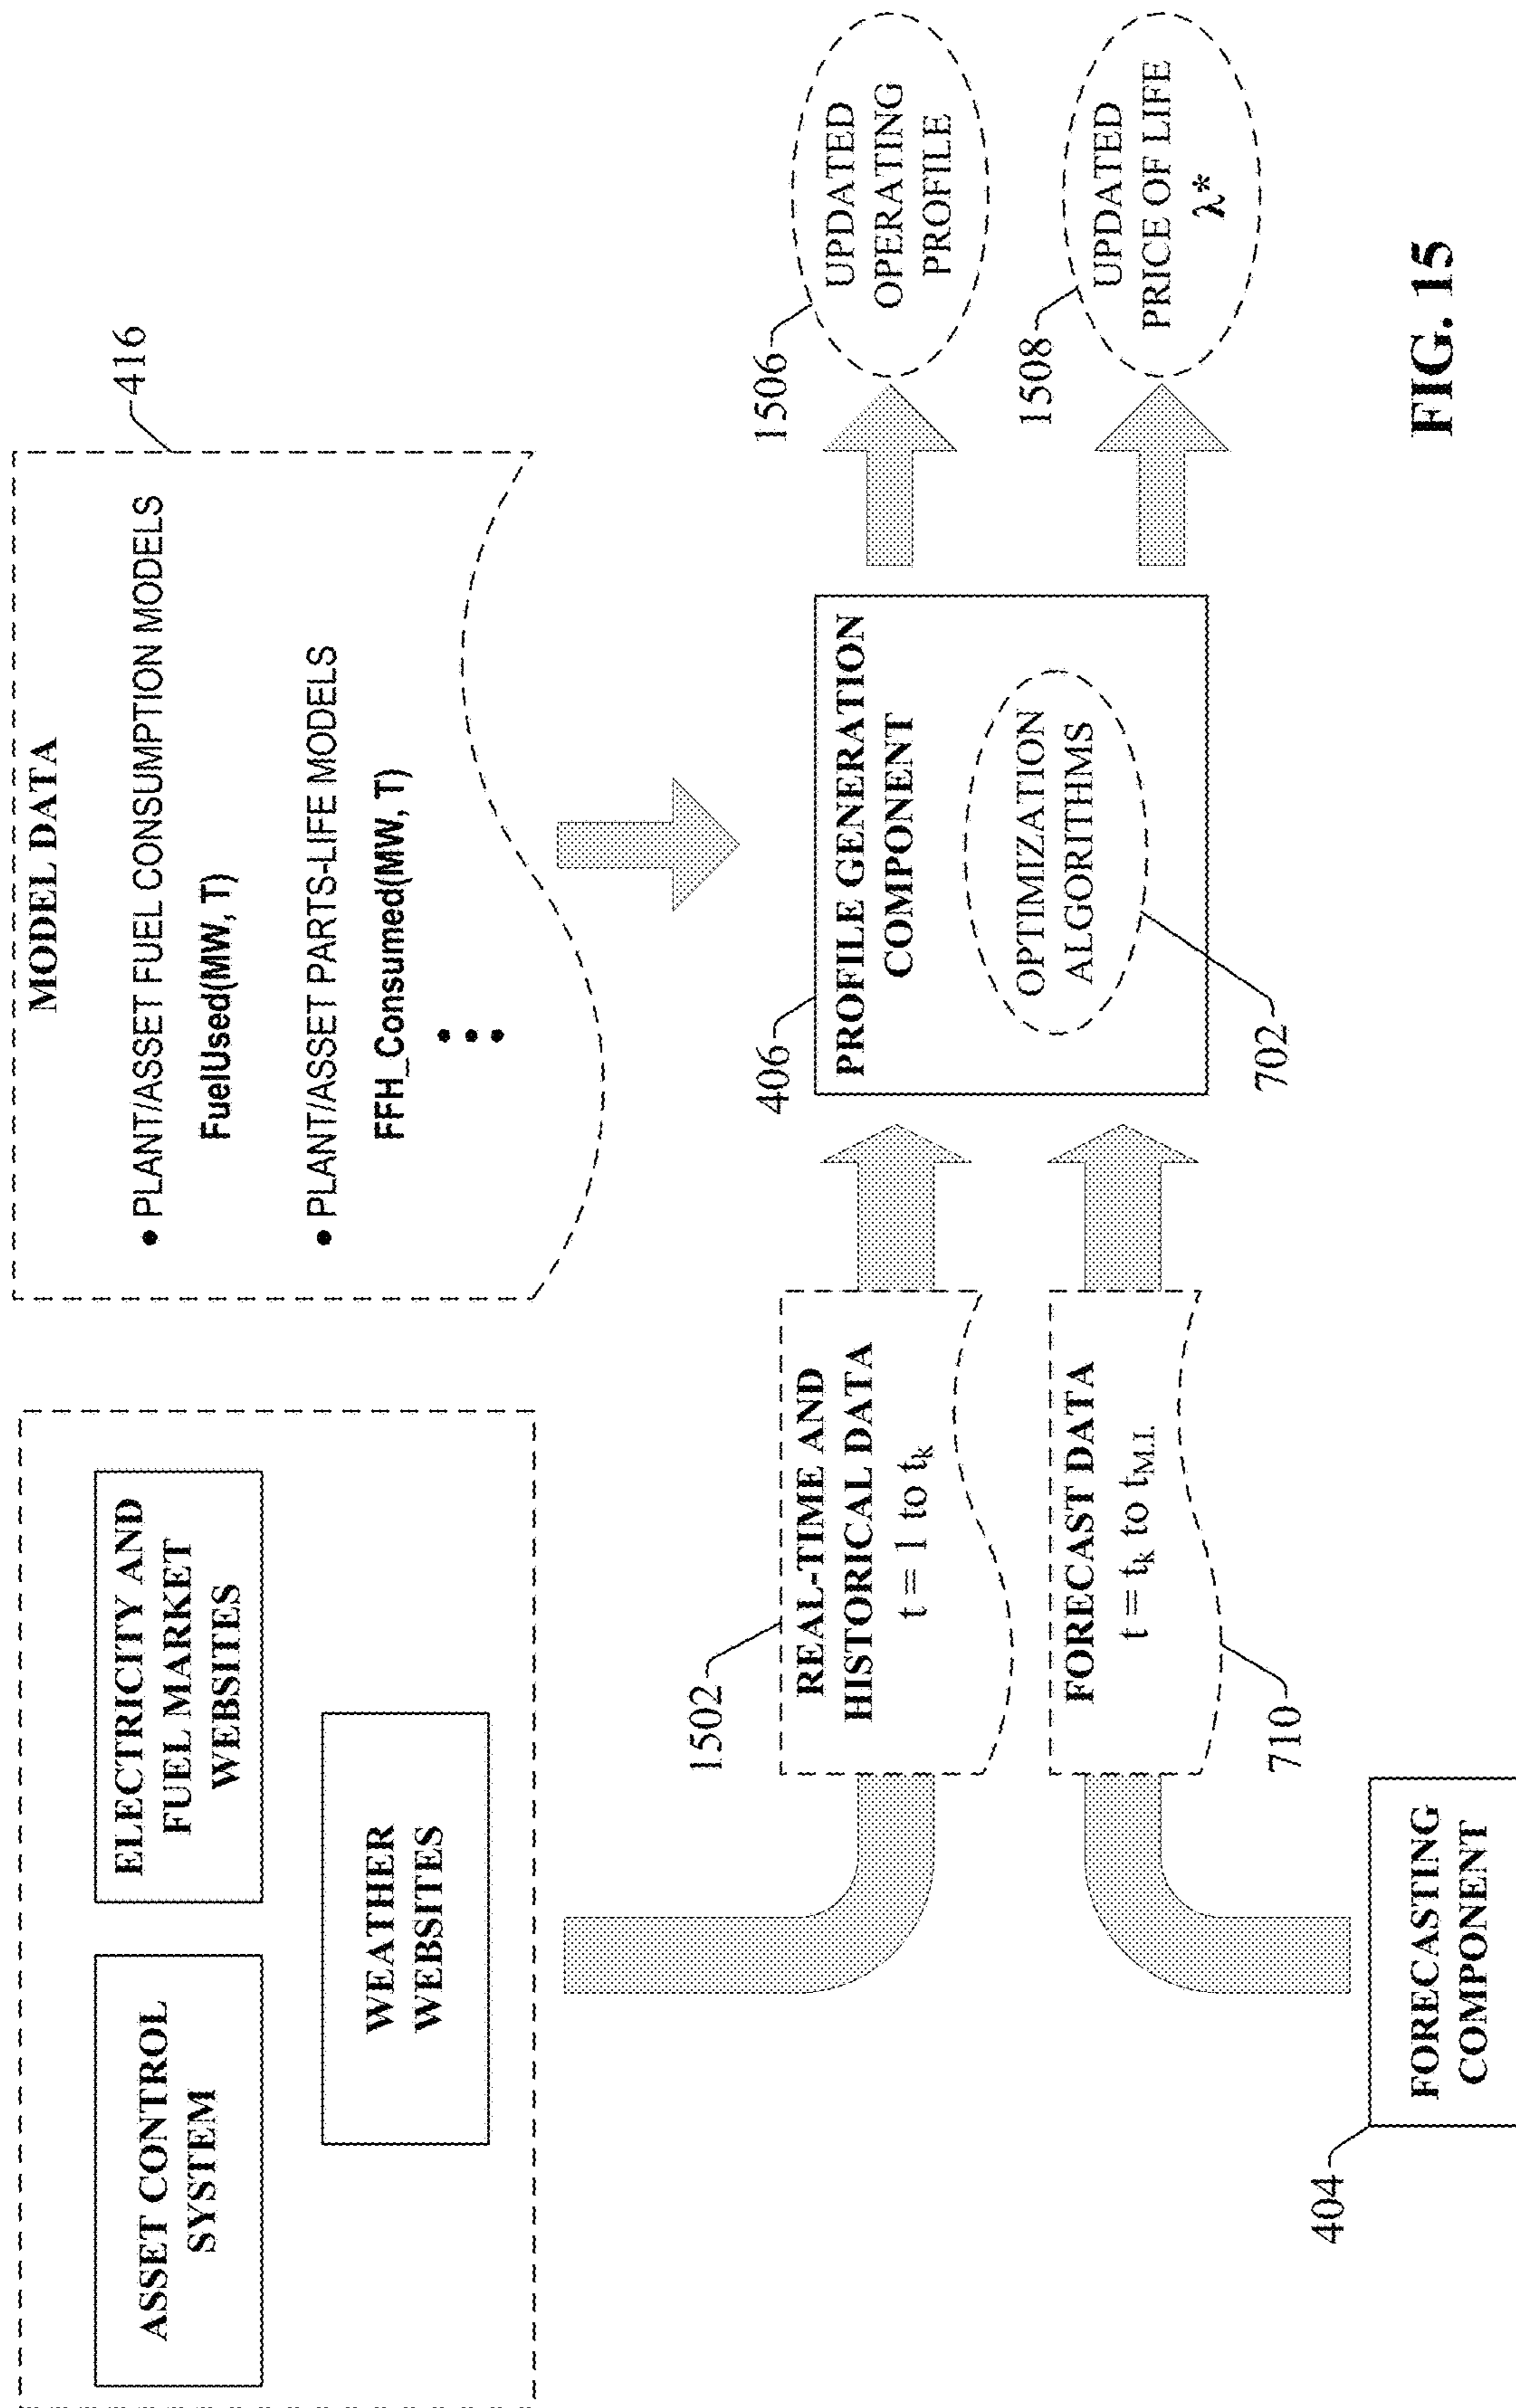 ASSET CONTROL
SYSTEM
ELECTRICITY AND
FUEL MARKET
WEBSITES
WEATHER
WEBSITES
MODEL DATA
• PLANT/ASSET FUEL CONSUMPTION MODELS
FuelUsed(MW, T)
• PLANT/ASSET PARTS-LIFE MODELS
FFH_Consumed(MW, T)
416
1502
REAL-TIME AND
HISTORICAL DATA
t = 1 to tk
FORECAST DATA
t = tk to tM.I.
710
404
FORECASTING
COMPONENT
406
PROFILE GENERATION
COMPONENT
OPTIMIZATION
ALGORITHMS
702
1506
UPDATED
OPERATING
PROFILE
1508
UPDATED
PRICE OF LIFE
λ*
FIG. 15